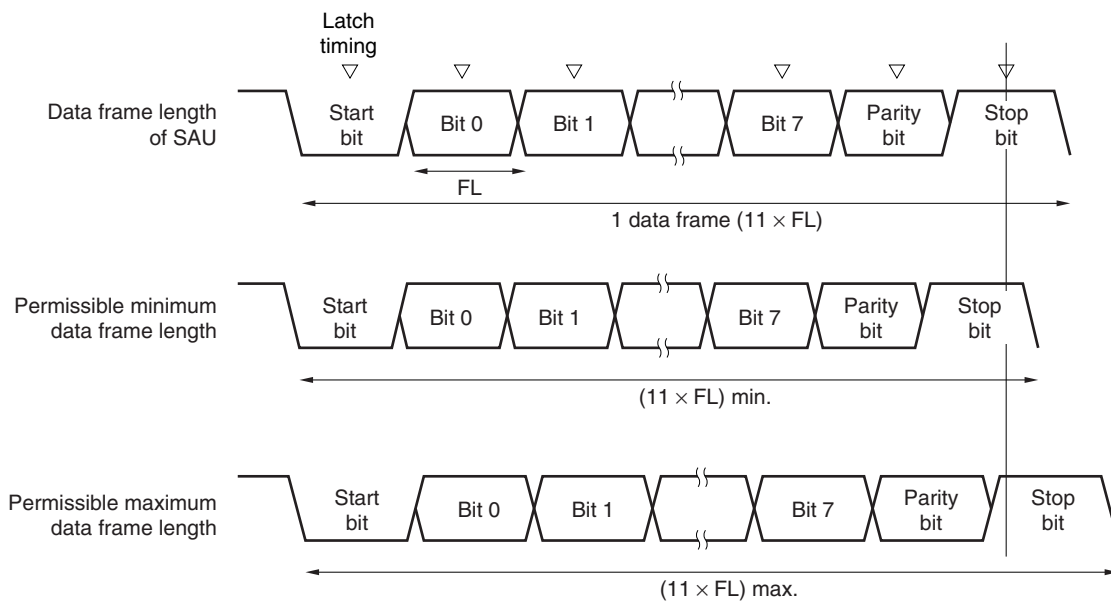 Latch
timing
Data frame length
of SAU
Start
bit
Bit 0
Bit 1
Bit 7
Parity
bit
Stop
bit
FL
1 data frame (11 × FL)
Permissible minimum
data frame length
Start
bit
Bit 0
Bit 1
Bit 7
Parity
bit
Stop
bit
(11 × FL) min.
Permissible maximum
data frame length
Start
bit
Bit 0
Bit 1
Bit 7
Parity
bit
Stop
bit
(11 × FL) max.